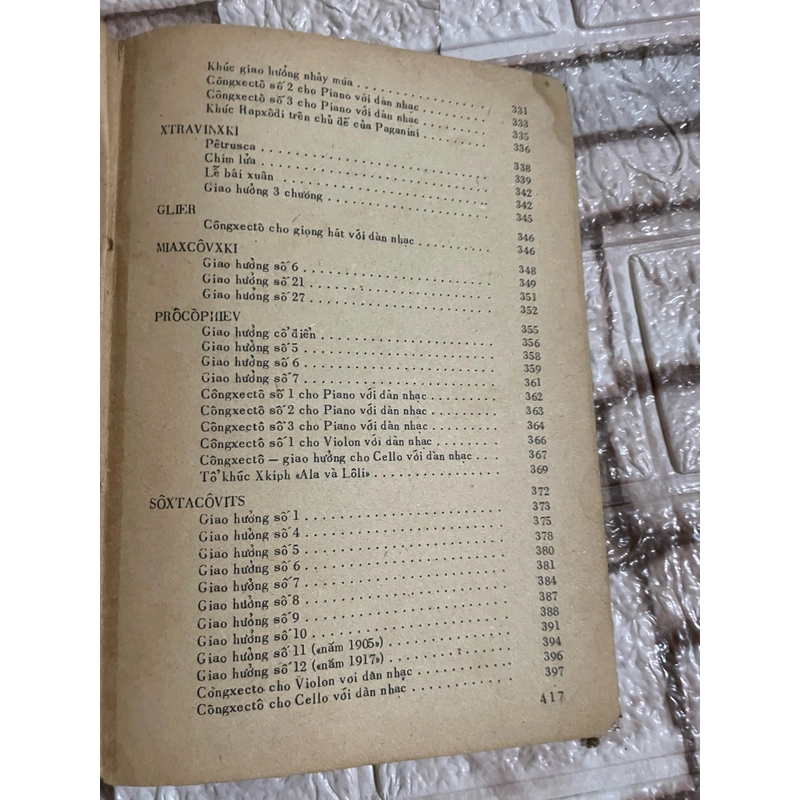 Khúc giao hưởng nhảy múa . . . . . . . . . . . . . . . . 331
Côngxectô số 2 cho Piano với dàn nhạc . . . . . . . . 333
Côngxectô số 3 cho Piano với dàn nhạc . . . . . . . . 335
Khúc Rapxôdi trên chủ đề của Paganini . . . . . . . . 336
XTRAVINXKI 338
Pêtrusca . . . . . . . . . . . . . . . . 339
Chim lửa . . . . . . . . . . . . . . . . 342
Lễ bái xuân . . . . . . . . . . . . . . . . 342
Giao hưởng 3 chương . . . . . . . . . . . . . . . . 345
GLIER 346
Côngxectô cho giọng hát với dàn nhạc . . . . . . . . 346
MIAXCÔVXKI 348
Giao hưởng số 6 . . . . . . . . . . . . . . . . 349
Giao hưởng số 21 . . . . . . . . . . . . . . . . 351
Giao hưởng số 27 . . . . . . . . . . . . . . . . 352
PRÔCÔPHIEV 355
Giao hưởng cổ điển . . . . . . . . . . . . . . . . 356
Giao hưởng số 5 . . . . . . . . . . . . . . . . 358
Giao hưởng số 6 . . . . . . . . . . . . . . . . 359
Giao hưởng số 7 . . . . . . . . . . . . . . . . 361
Côngxectô số 1 cho Piano với dàn nhạc . . . . . . . . 362
Côngxectô số 2 cho Piano với dàn nhạc . . . . . . . . 363
Côngxectô số 3 cho Piano với dàn nhạc . . . . . . . . 364
Côngxectô số 1 cho Violon với dàn nhạc . . . . . . . . 366
Côngxectô — giao hưởng cho Cello với dàn nhạc . . . 367
Tổ khúc Xkiph «Ala và Lôli» . . . . . . . . . . . . . . 369
SÔXTACÔVITS 372
Giao hưởng số 1 . . . . . . . . . . . . . . . . 373
Giao hưởng số 4 . . . . . . . . . . . . . . . . 375
Giao hưởng số 5 . . . . . . . . . . . . . . . . 378
Giao hưởng số 6 . . . . . . . . . . . . . . . . 380
Giao hưởng số 7 . . . . . . . . . . . . . . . . 381
Giao hưởng số 8 . . . . . . . . . . . . . . . . 384
Giao hưởng số 9 . . . . . . . . . . . . . . . . 387
Giao hưởng số 10 . . . . . . . . . . . . . . . . 388
Giao hưởng số 11 («năm 1905») . . . . . . . . . . . . 391
Giao hưởng số 12 («năm 1917») . . . . . . . . . . . . 394
Côngxectô cho Violon với dàn nhạc . . . . . . . . . . 396
Côngxectô cho Cello với dàn nhạc . . . . . . . . . . 397
417